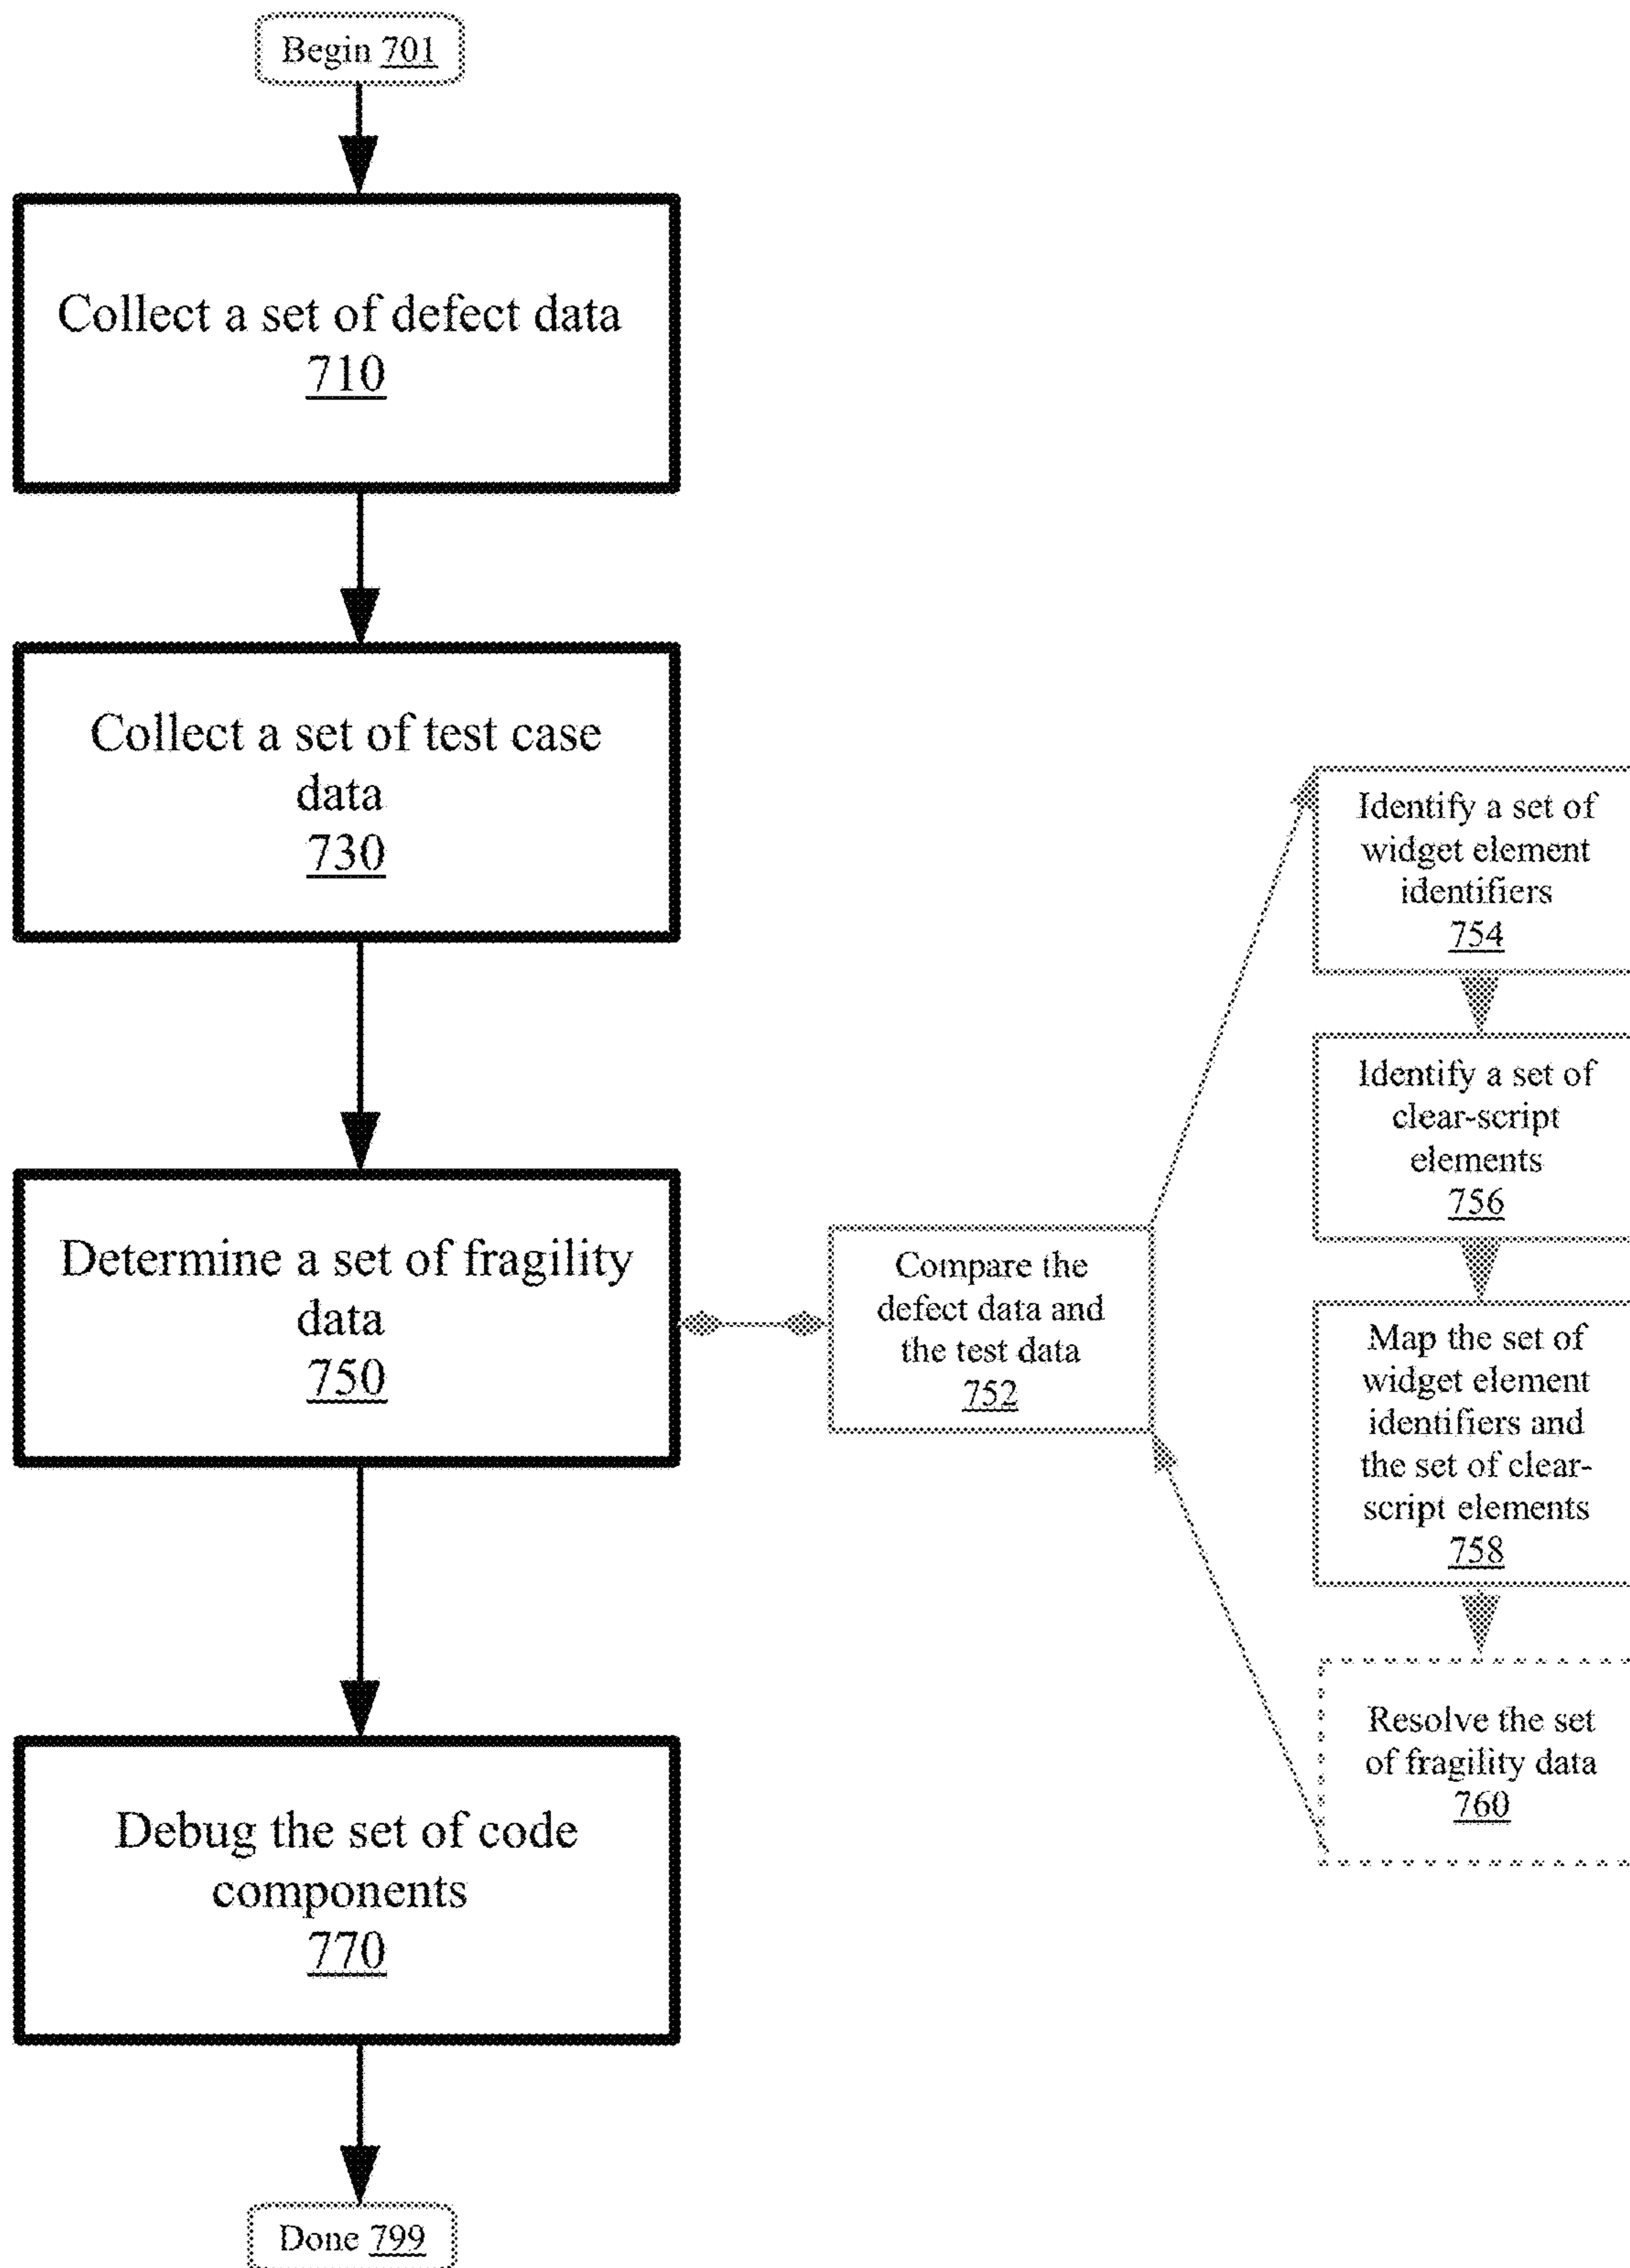 Begin 701
Collect a set of defect data
710
Collect a set of test case
data
730
Determine a set of fragility
data
750
Compare the
defect data and
the test data
752
Identify a set of
widget element
identifiers
754
Identify a set of
clear-script
elements
756
Map the set of
widget element
identifiers and
the set of clear-
script elements
758
Resolve the set
of fragility data
760
Debug the set of code
components
770
Done 799